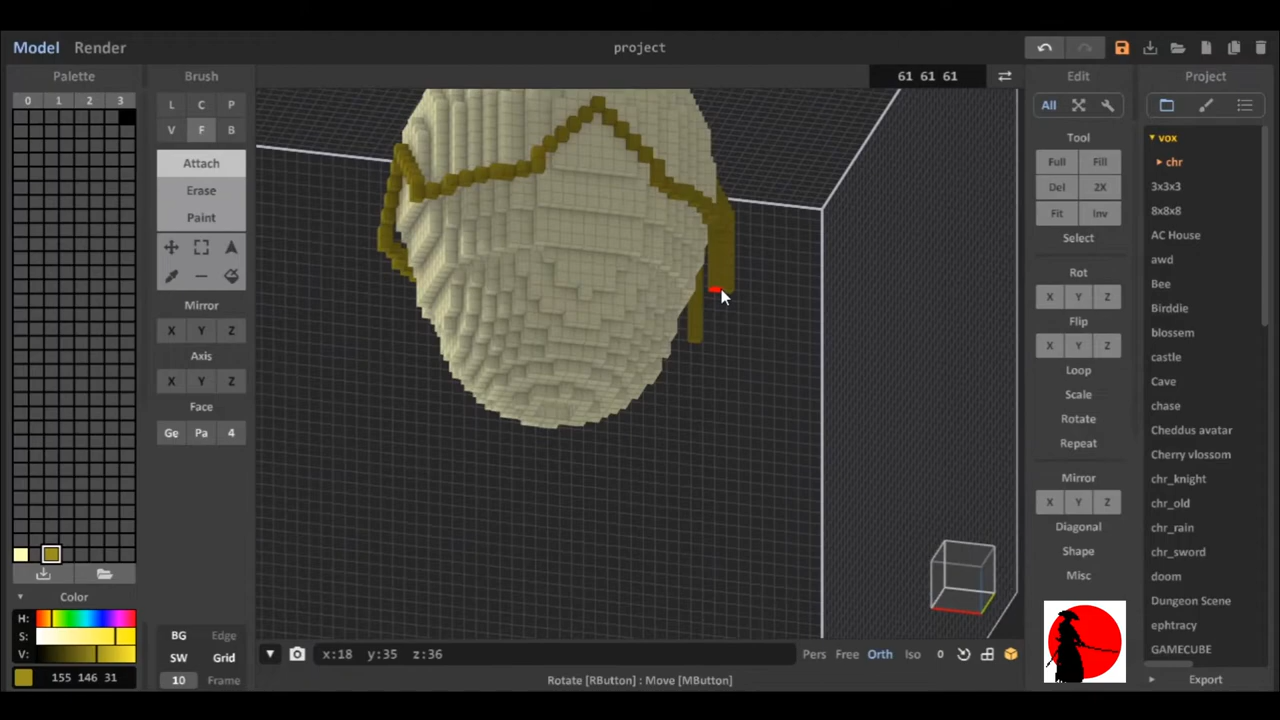 Model Render project
Palette Brush 61 61 61 Edit Project
0 1 2 3
L C P
V F B
Attach
Erase
Paint
Mirror
X Y Z
Axis
X Y Z
Face
Ge Pa 4
Color
H:
S:
V:
155 146 31
BG Edge
SW Grid
10 Frame
x:18 y:35 z:36
Pers Free Orth Iso 0
Rotate [RButton] : Move [MButton]
All
Tool
Full Fill
Del 2X
Fit Inv
Select
Rot
X Y Z
Flip
X Y Z
Loop
Scale
Rotate
Repeat
Mirror
X Y Z
Diagonal
Shape
Misc
vox
chr
3x3x3
8x8x8
AC House
awd
Bee
Birddie
blossem
castle
Cave
chase
Cheddus avatar
Cherry vlossom
chr_knight
chr_old
chr_rain
chr_sword
doom
Dungeon Scene
ephtracy
GAMECUBE
Export